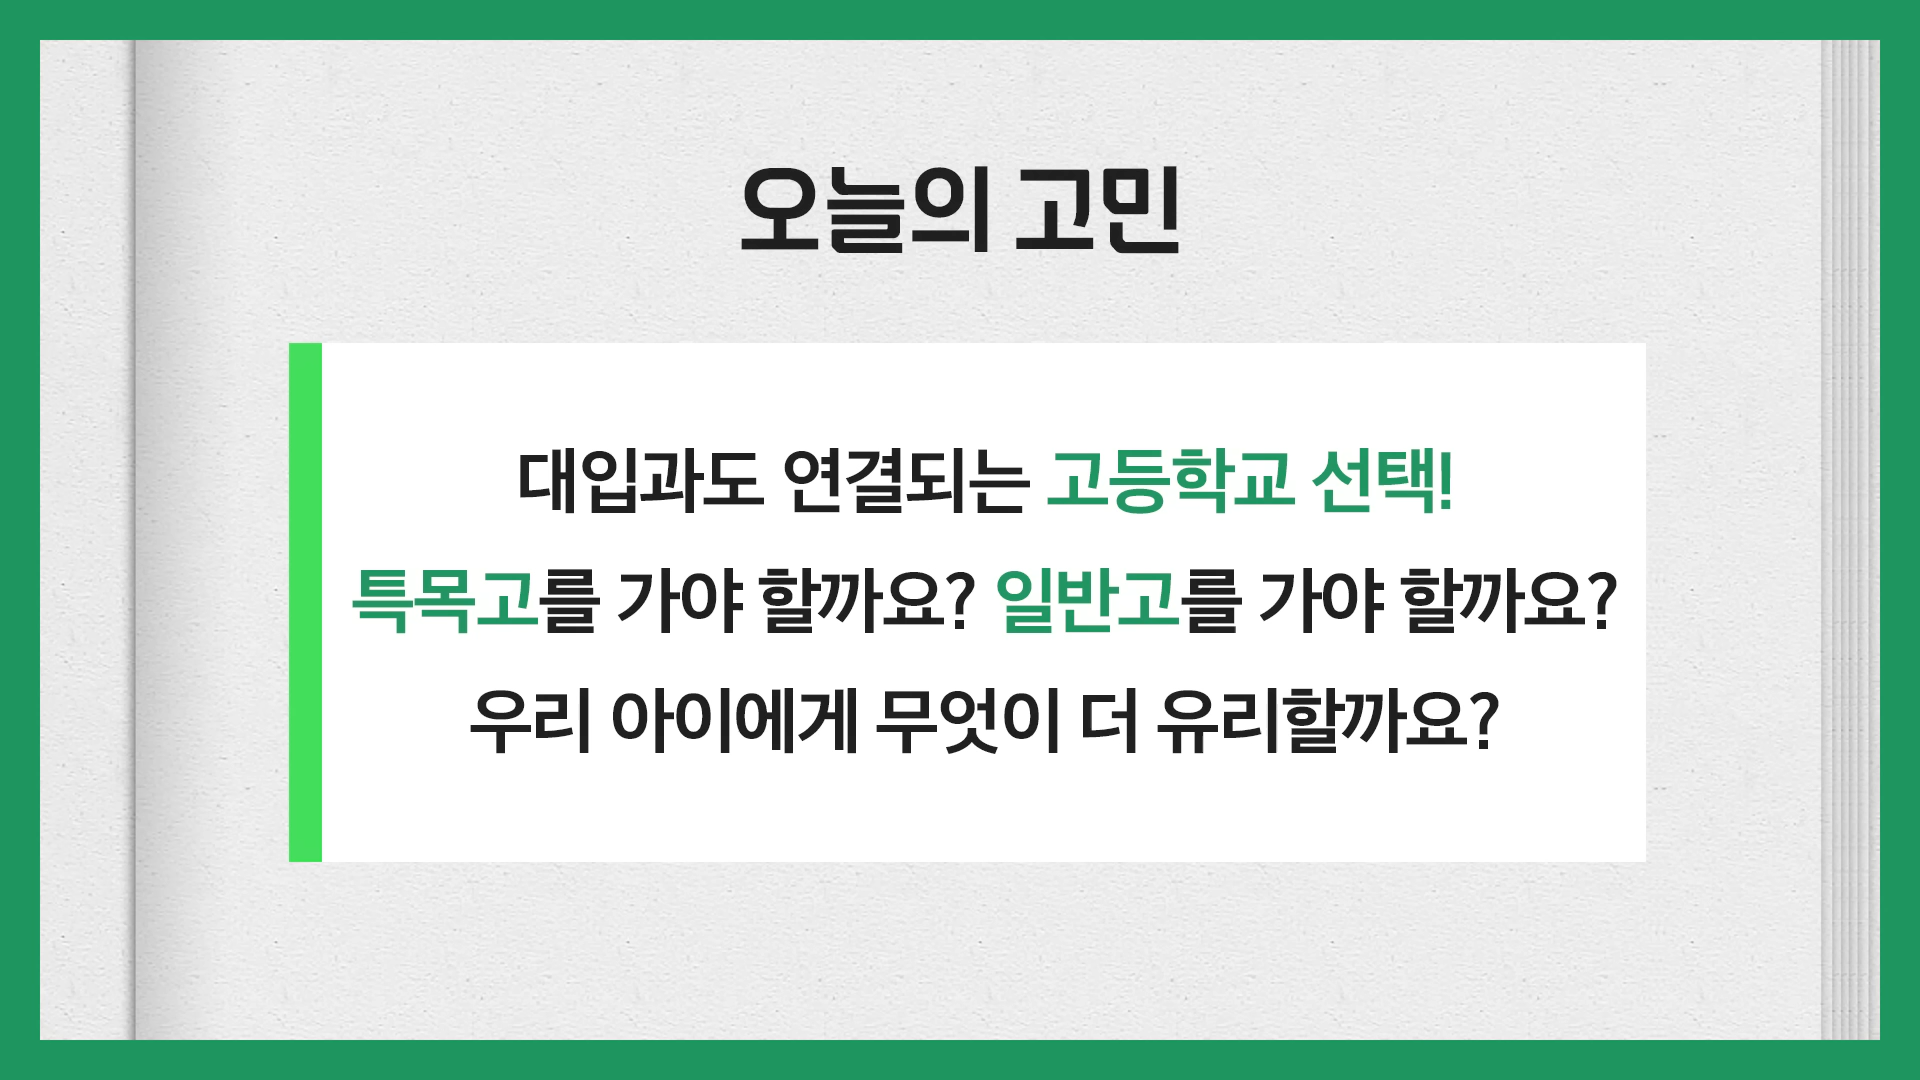 오늘의 고민
대입과도 연결되는 고등학교 선택!
특목고를 가야 할까요? 일반고를 가야 할까요?
우리 아이에게 무엇이 더 유리할까요?